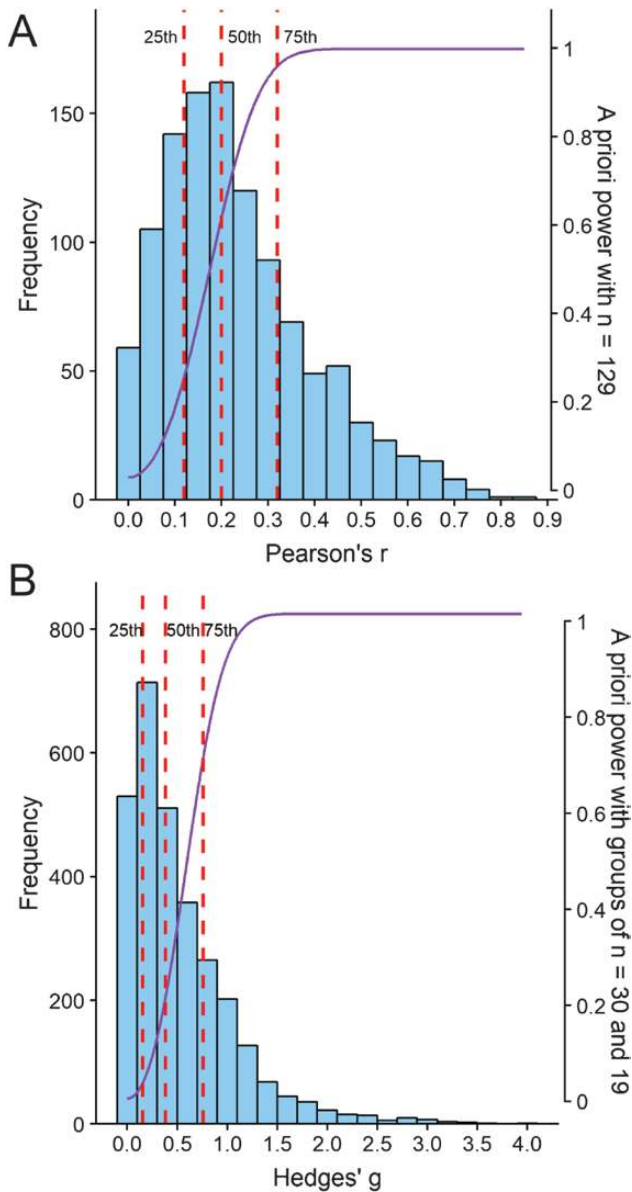 A
25th 50th 75th
150
100
50
0
Frequency
0.0 0.1 0.2 0.3 0.4 0.5 0.6 0.7 0.8 0.9
Pearson's r
1
0.8
0.6
0.4
0.2
0
A priori power with n = 129
B
25th 50th 75th
800
600
400
200
0
Frequency
0.0 0.5 1.0 1.5 2.0 2.5 3.0 3.5 4.0
Hedges' g
1
0.8
0.6
0.4
0.2
0
A priori power with groups of n = 30 and 19